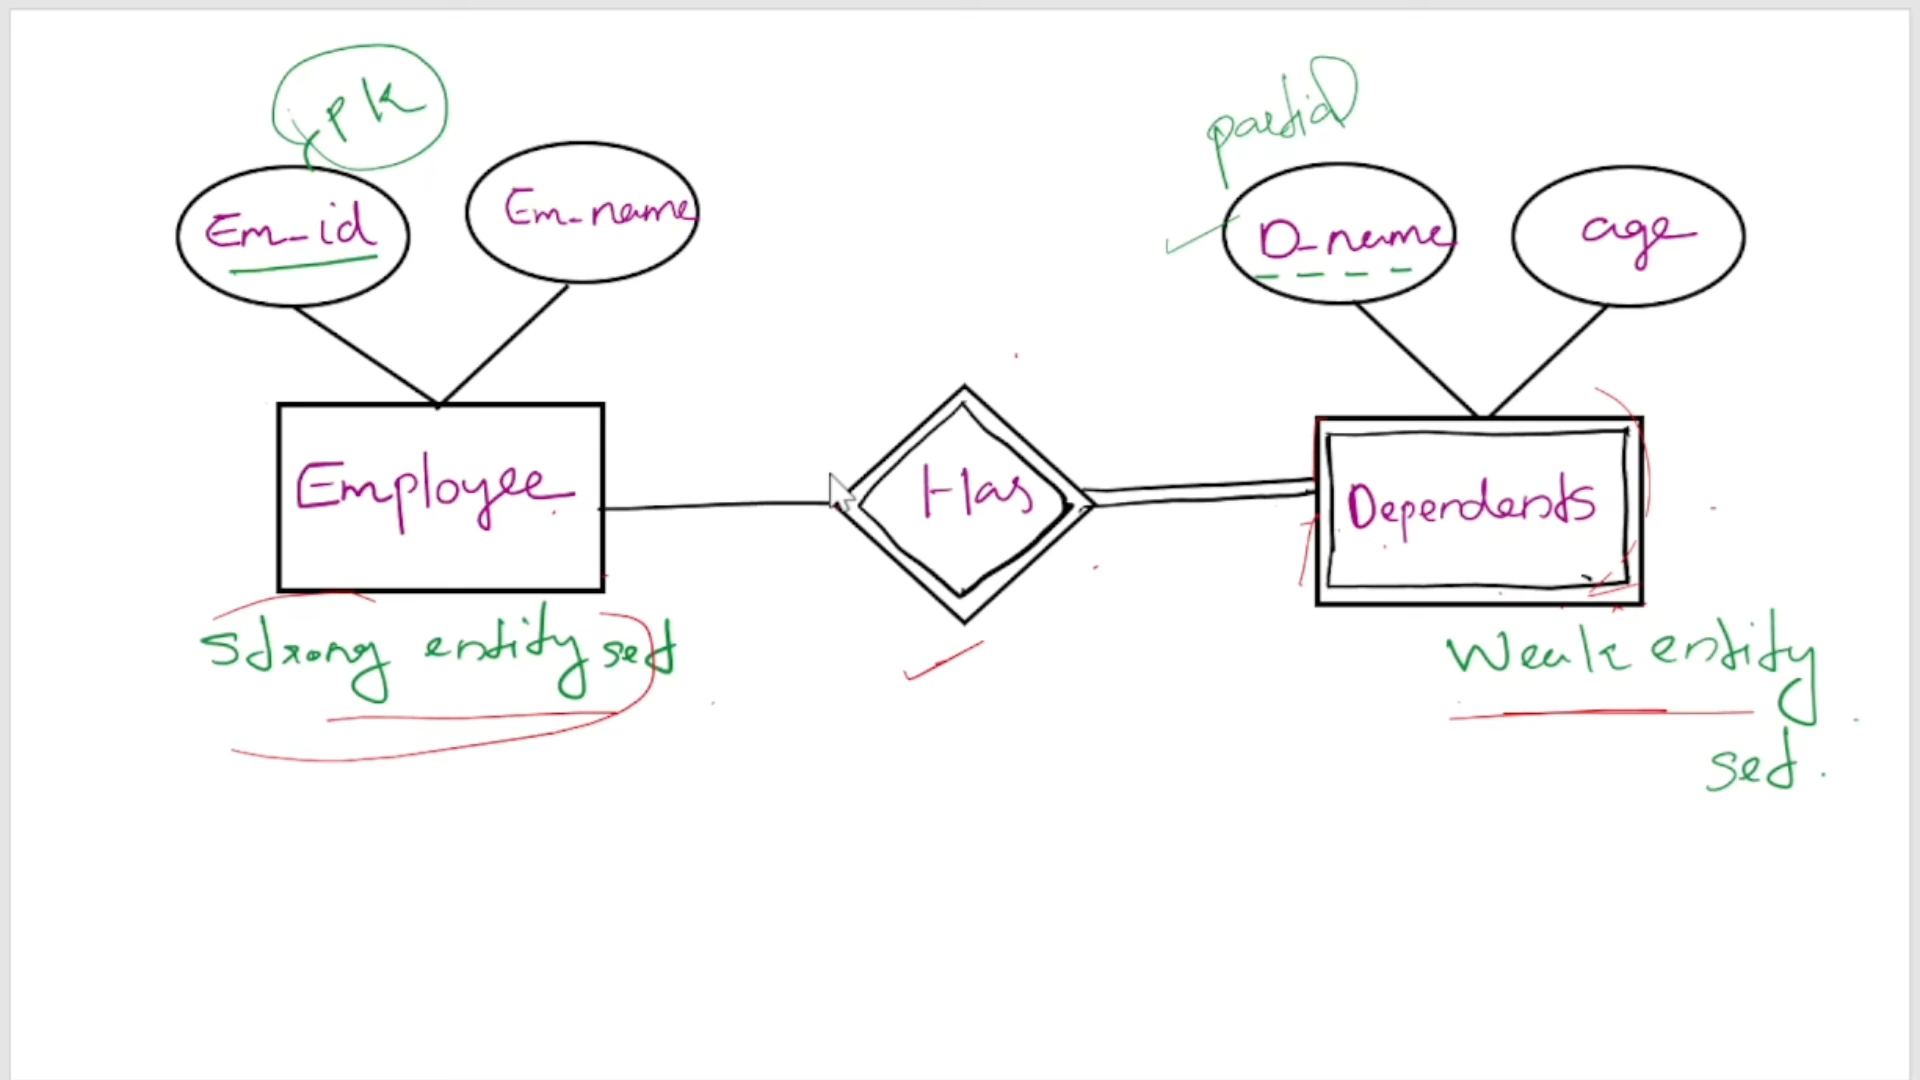 PK
partial
Em_id
Em_name
D_name
age
Employee
Has
Dependents
Strong entity set
Weak entity
set.